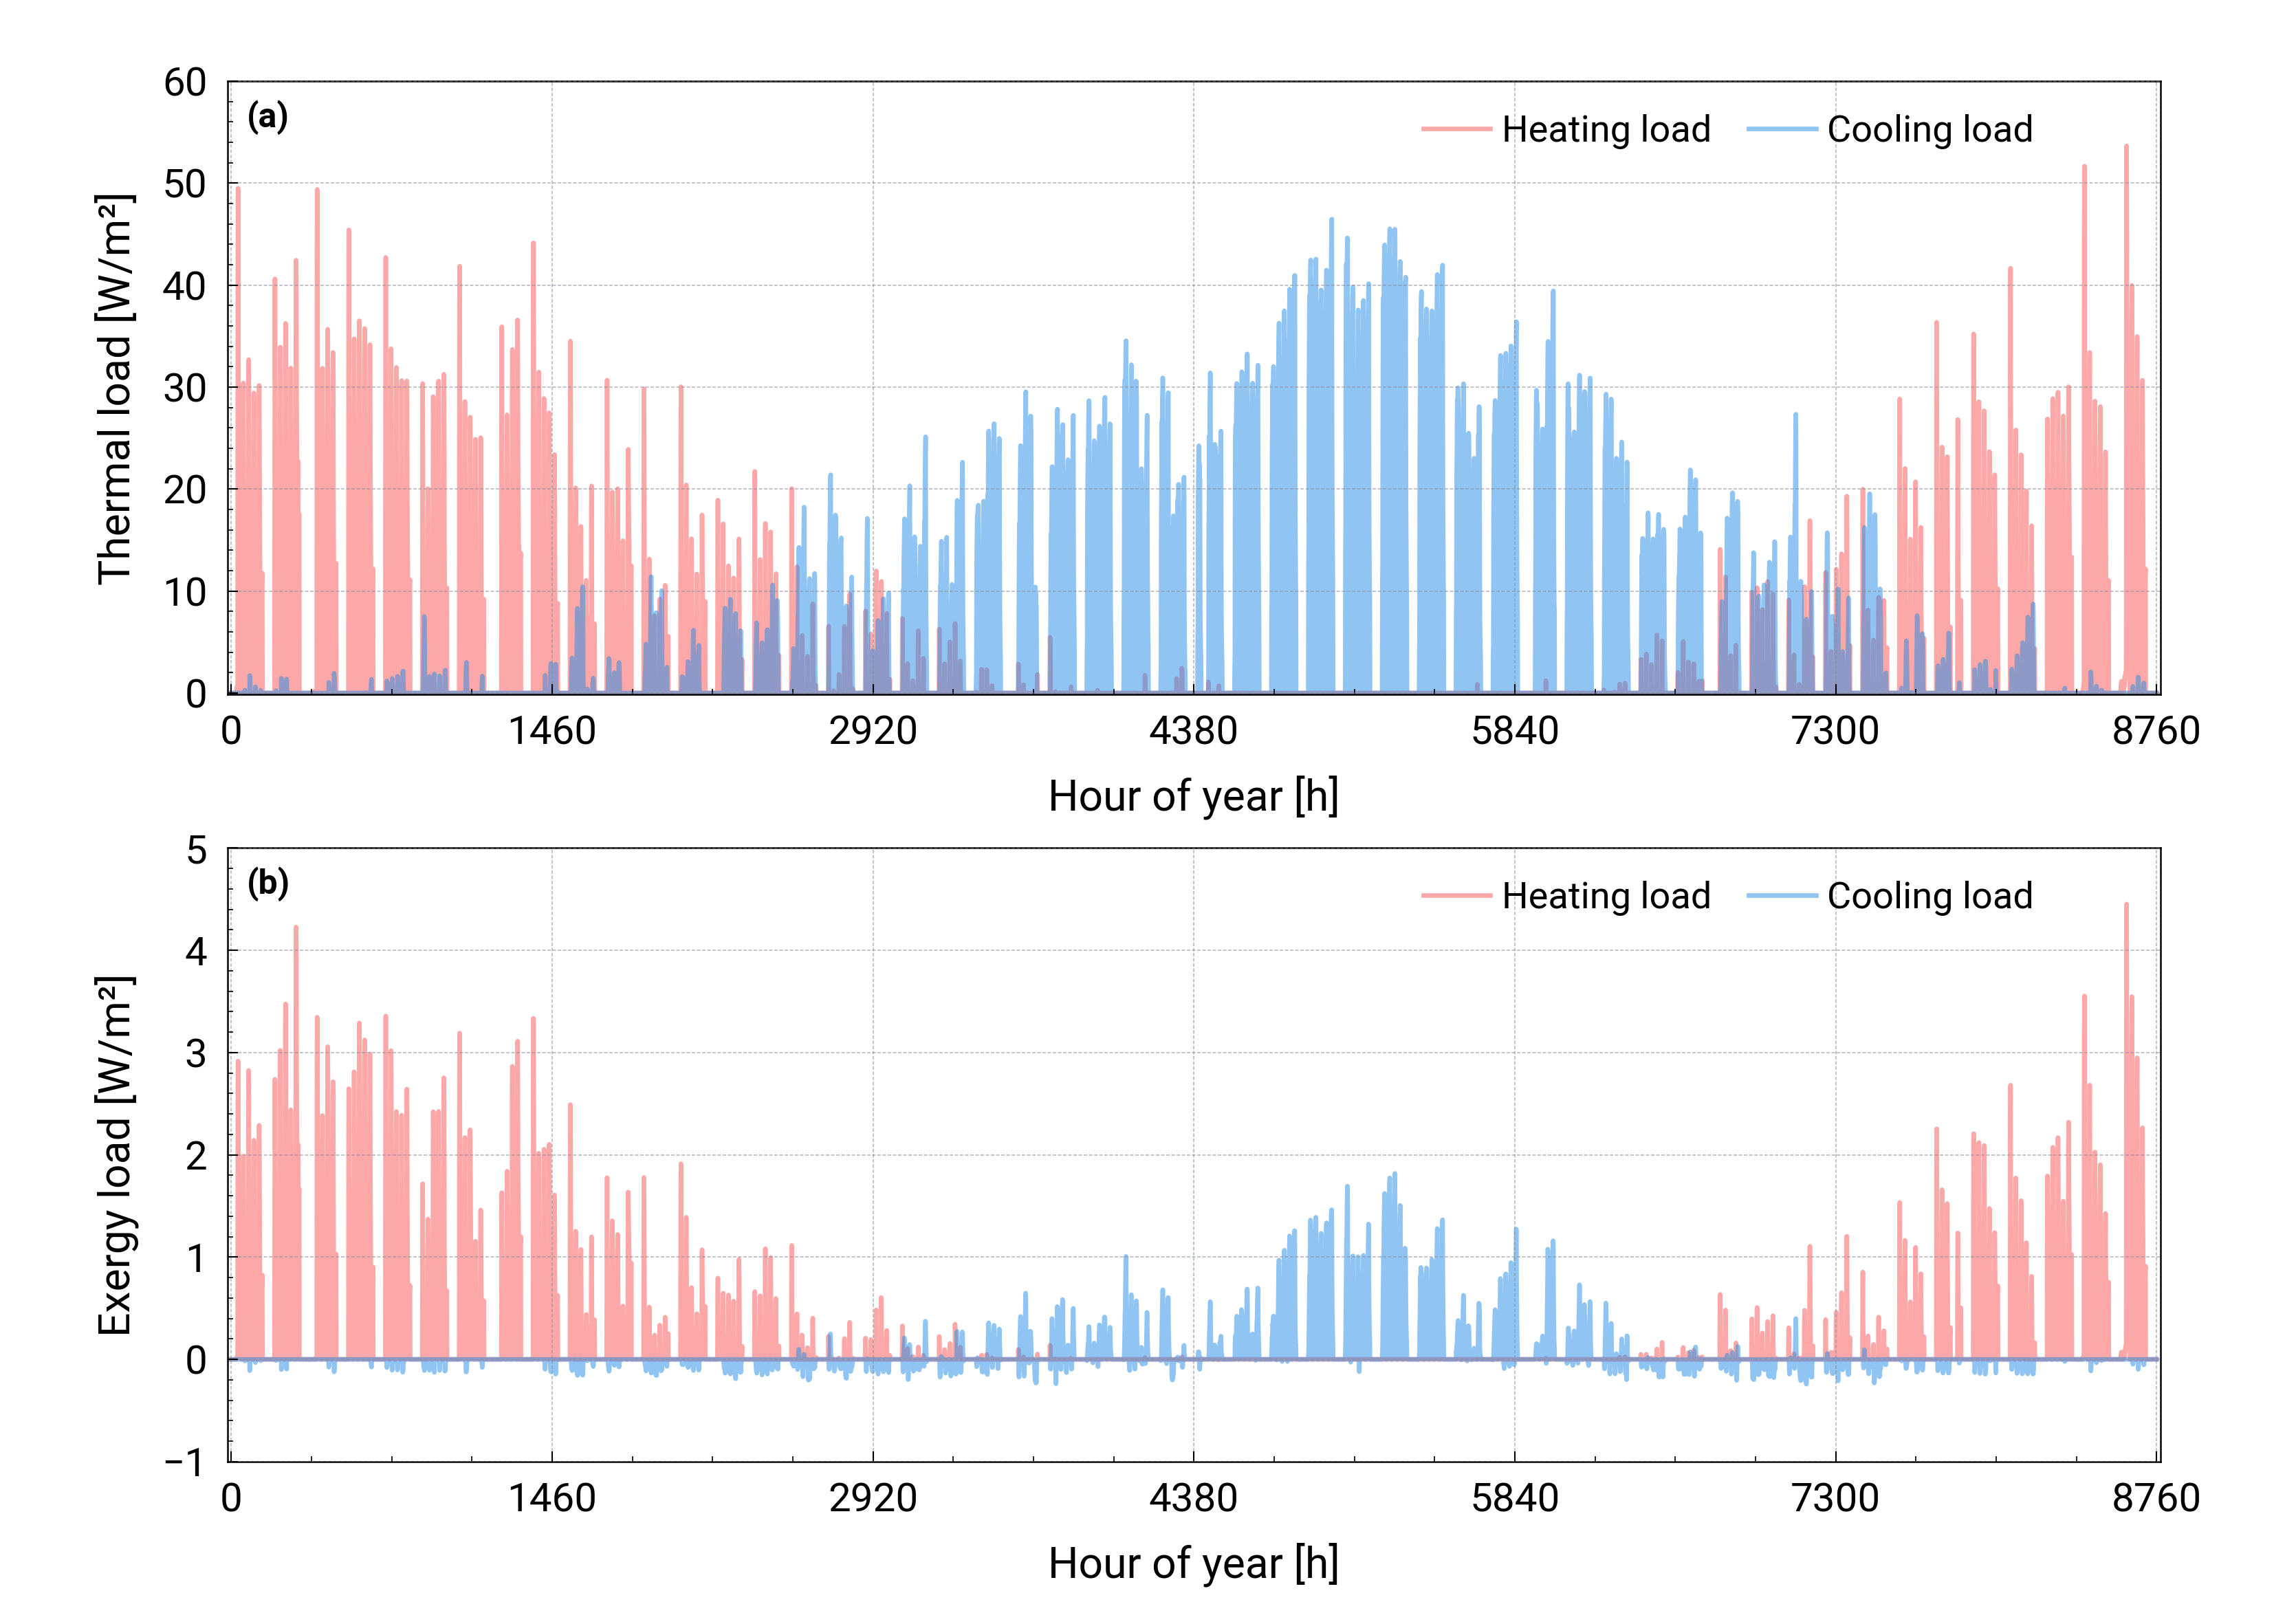 60
(a)
Heating load Cooling load
50
40
30
20
10
0
Thermal load [W/m²]
0 1460 2920 4380 5840 7300 8760
Hour of year [h]
5
(b)
Heating load Cooling load
4
3
2
1
0
−1
Exergy load [W/m²]
0 1460 2920 4380 5840 7300 8760
Hour of year [h]